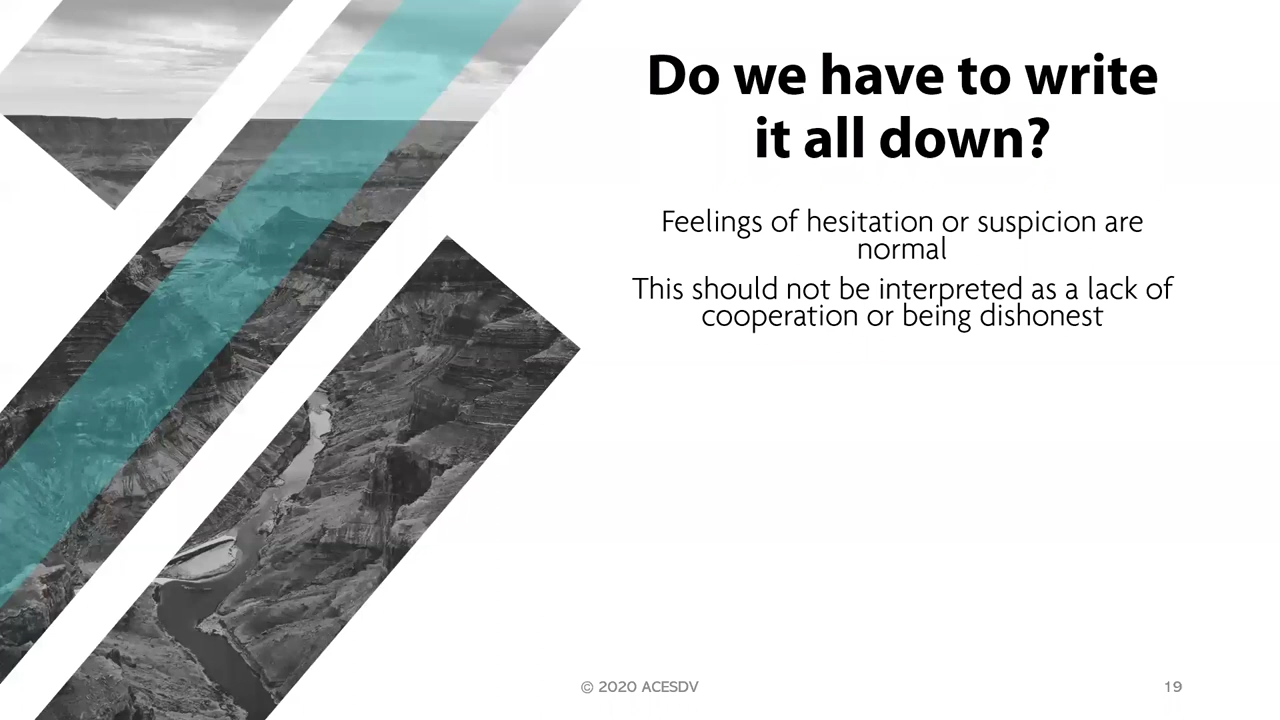 Do we have to write
it all down?
Feelings of hesitation or suspicion are
normal
This should not be interpreted as a lack of
cooperation or being dishonest
© 2020 ACESDV
19